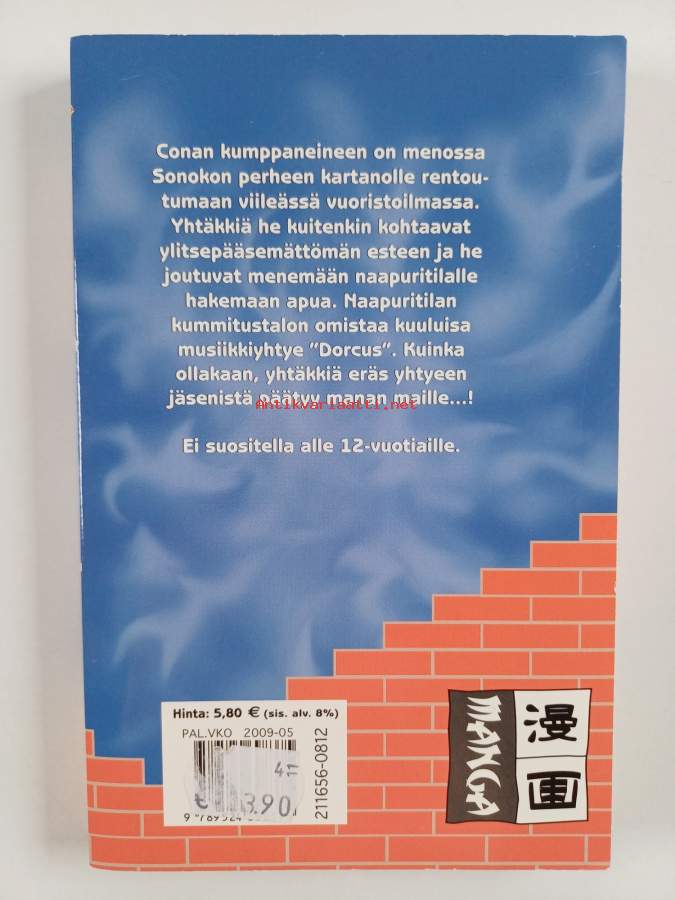 Conan kumppaneineen on menossa
Sonokon perheen kartanolle rentou-
tumaan viileässä vuoristoilmassa.
Yhtäkkiä he kuitenkin kohtaavat
ylitsepääsemättömän esteen ja he
joutuvat menemään naapuritilalle
hakemaan apua. Naapuritilan
kummitustalon omistaa kuuluisa
musiikkiyhtye ”Dorcus”. Kuinka
ollakaan, yhtäkkiä eräs yhtyeen
jäsenistä päätyy manan maille...!
Antikvariaatti.net
Ei suositella alle 12-vuotiaille.
Hinta: 5,80 € (sis. alv. 8%)
PAL.VKO 2009-05
411
€ 3.90
211656-0812
MANGA
漫画